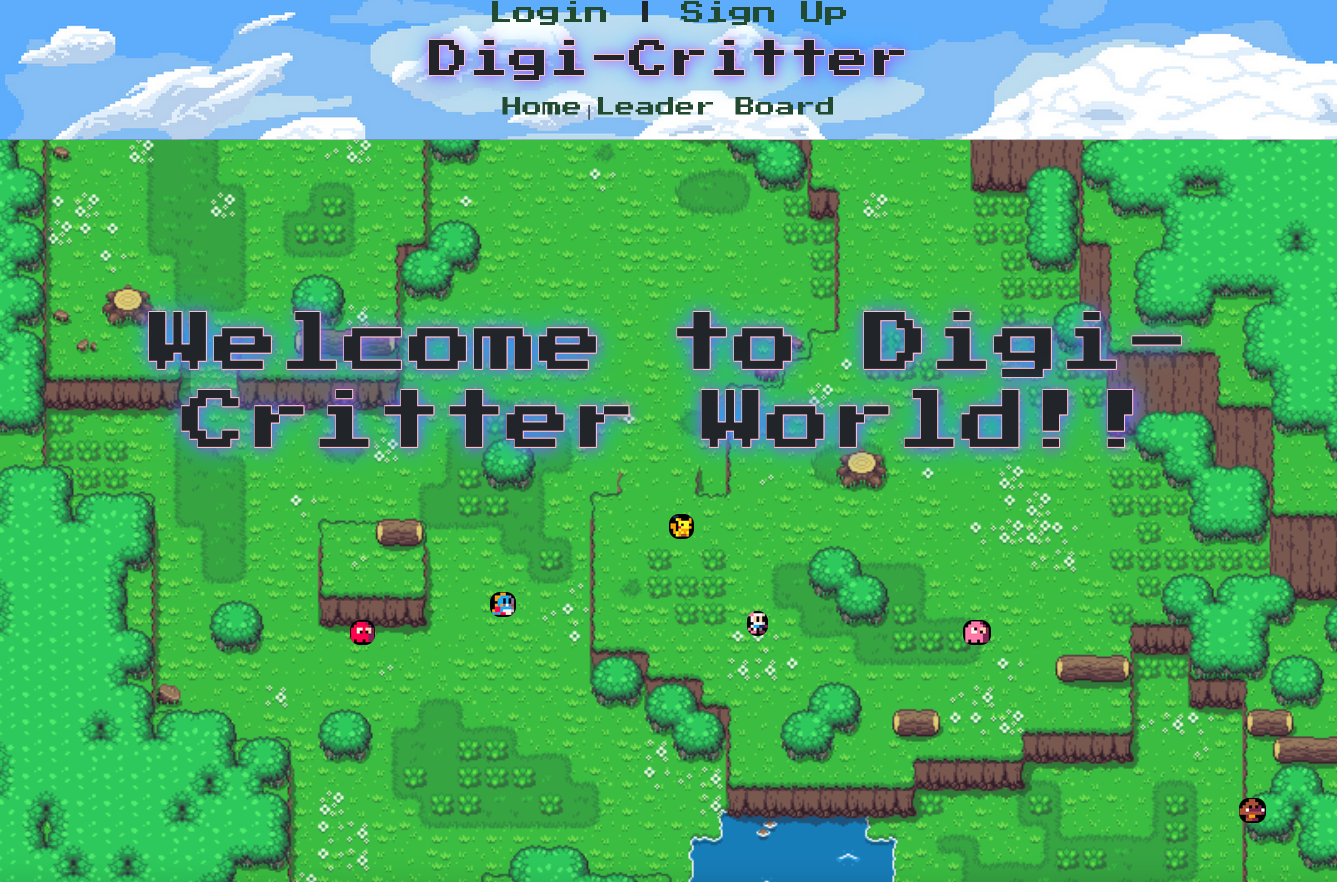 Login | Sign Up
Digi-Critter
Home|Leader Board
Welcome to Digi-
Critter World!!